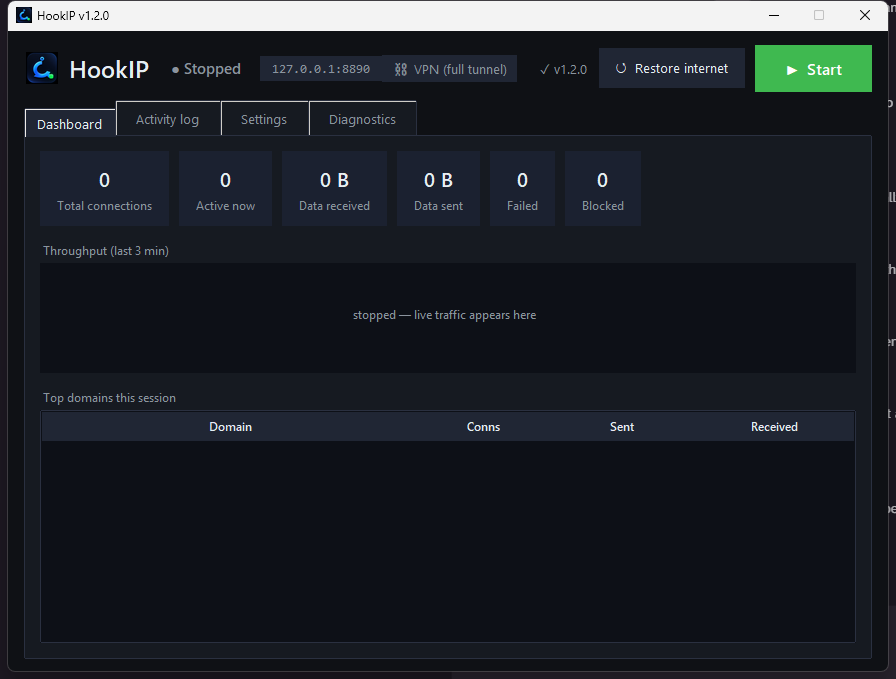 HookIP v1.2.0
HookIP
● Stopped
127.0.0.1:8890
VPN (full tunnel)
✓ v1.2.0
Restore internet
▶ Start
Dashboard
Activity log
Settings
Diagnostics
0
Total connections
0
Active now
0 B
Data received
0 B
Data sent
0
Failed
0
Blocked
Throughput (last 3 min)
stopped — live traffic appears here
Top domains this session
Domain Conns Sent Received